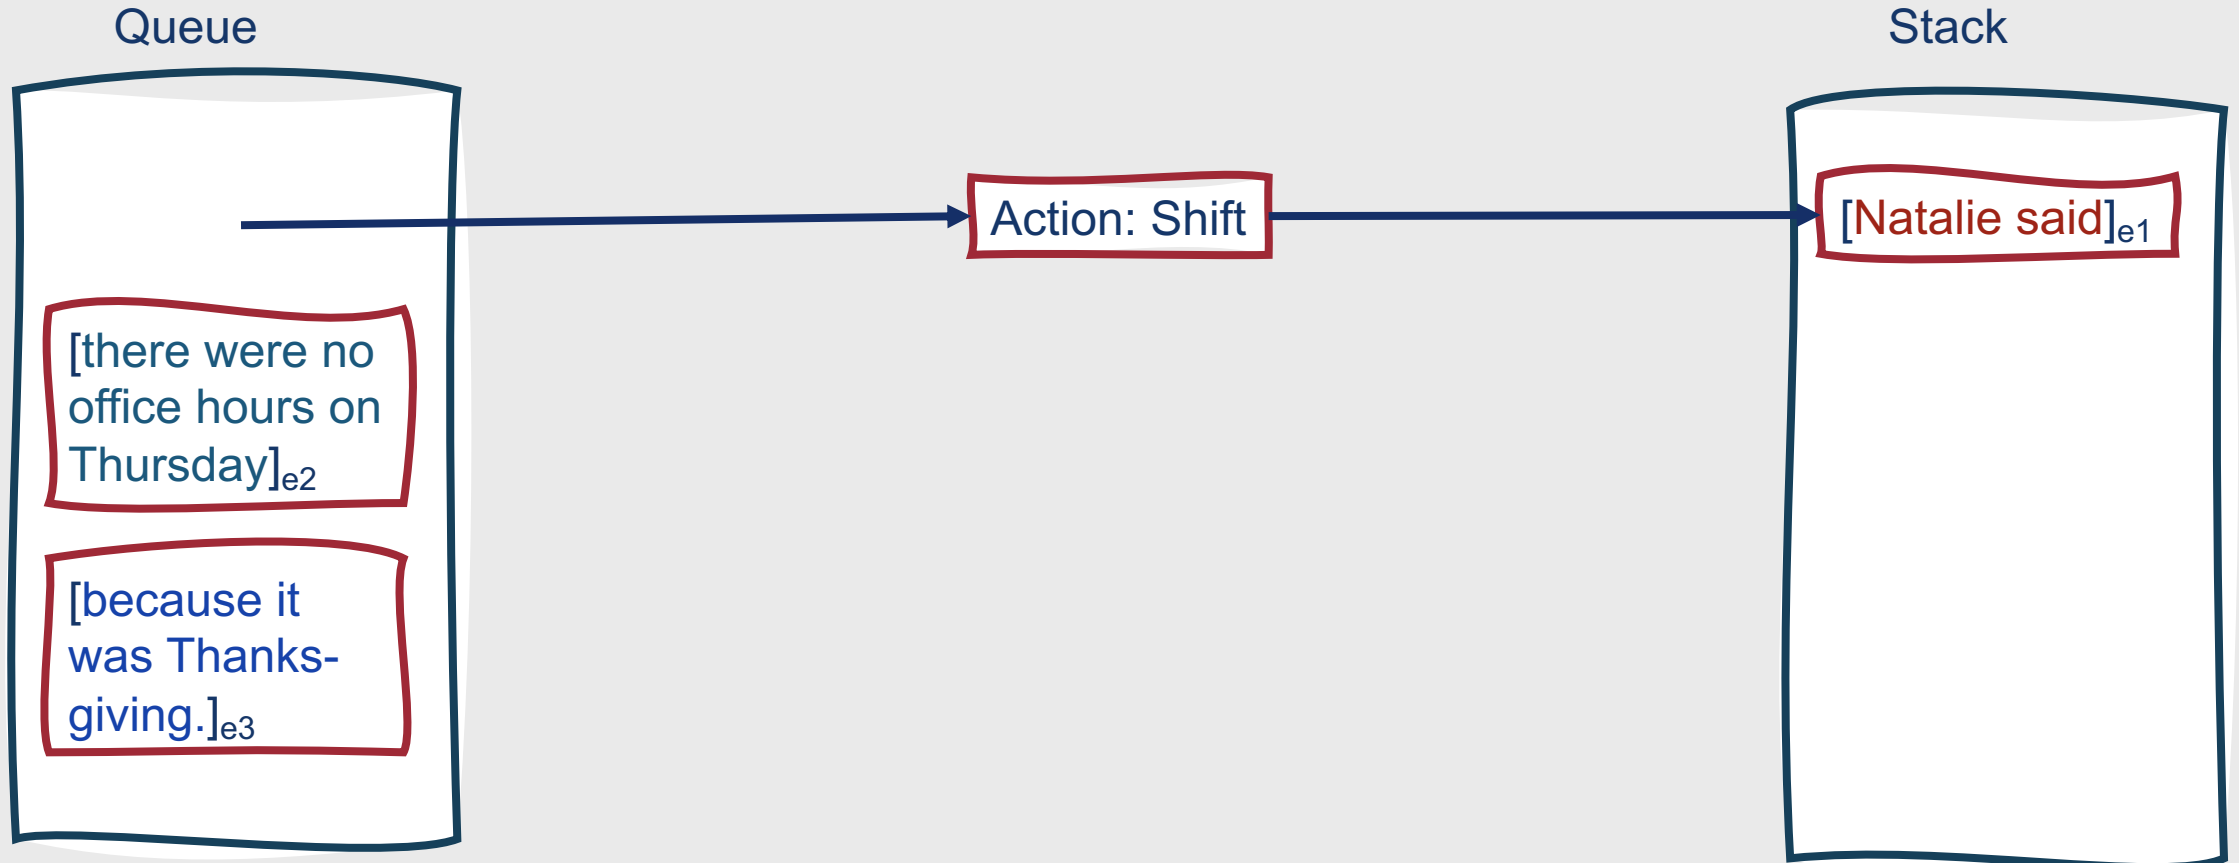 Queue
Stack
Action: Shift
[Natalie said]e1
[there were no
office hours on
Thursday]e2
[because it
was Thanks-
giving.]e3